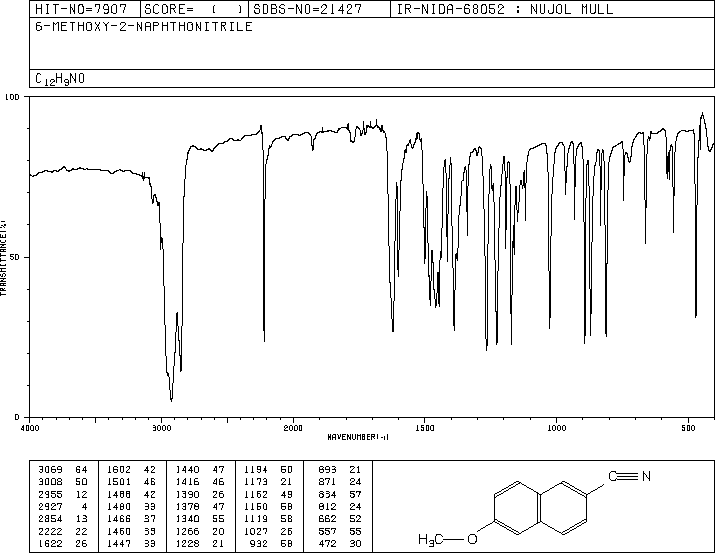 HIT-NO=7907 SCORE= ( ) SDBS-NO=21427 IR-NIDA-68052 : NUJOL MULL
6-METHOXY-2-NAPHTHONITRILE
C12H9NO
100
50
0
TRANSMITTANCE(%)
4000 3000 2000 1500 1000 500
WAVENUMBER(-1)
3069 64 1602 42 1440 47 1194 50 893 21
3008 50 1501 46 1416 46 1173 21 871 24
2955 12 1488 42 1390 26 1162 49 834 57
2927 4 1480 33 1378 47 1150 58 812 24
2854 13 1466 37 1340 55 1119 58 662 52
2222 22 1460 33 1266 20 1027 26 557 55
1622 26 1447 33 1228 21 932 58 472 30
C N
H3C O